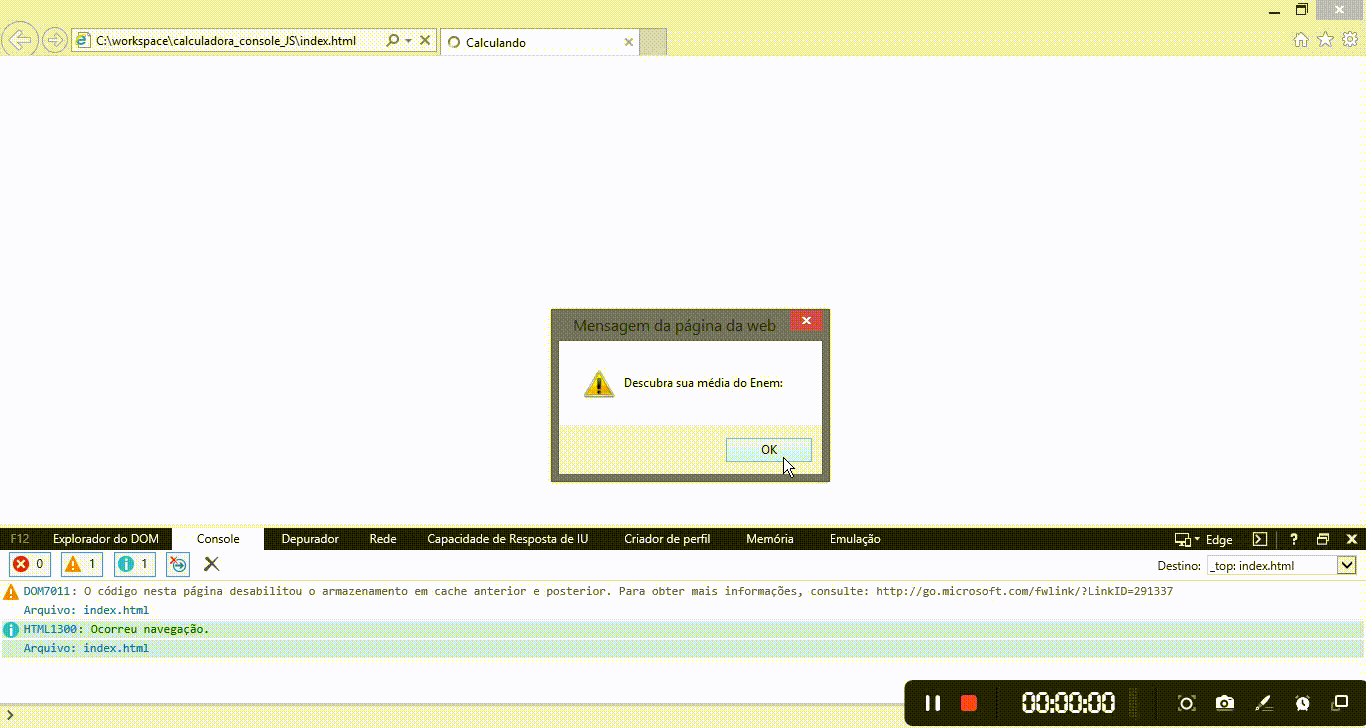 C:\workspace\calculadora_console_JS\index.html
Calculando
Mensagem da página da web
Descubra sua média do Enem:
OK
F12 Explorador do DOM Console Depurador Rede Capacidade de Resposta de IU Criador de perfil Memória Emulação Edge ?
0 1 1 Destino: _top: index.html
DOM7011: O código nesta página desabilitou o armazenamento em cache anterior e posterior. Para obter mais informações, consulte: http://go.microsoft.com/fwlink/?LinkID=291337
Arquivo: index.html
HTML1300: Ocorreu navegação.
Arquivo: index.html
00:00:00